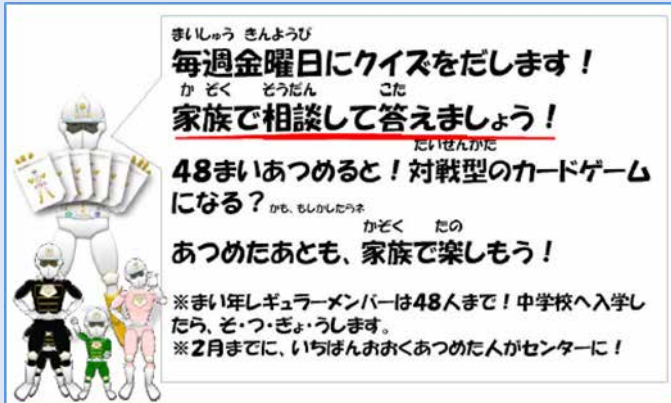 まいしゅう きんようび
毎週金曜日にクイズをだします！
かぞく そうだん こた
家族で相談して答えましょう！
たいせんがた
48まいあつめると！対戦型のカードゲーム
になる？かも、もしかしたらネ
かぞく たの
あつめたあとも、家族で楽しもう！
※まい年レギュラーメンバーは48人まで！中学校へ入学し
たら、そ・つ・ぎょ・うします。
※2月までに、いちばんおおくあつめた人がセンターに！